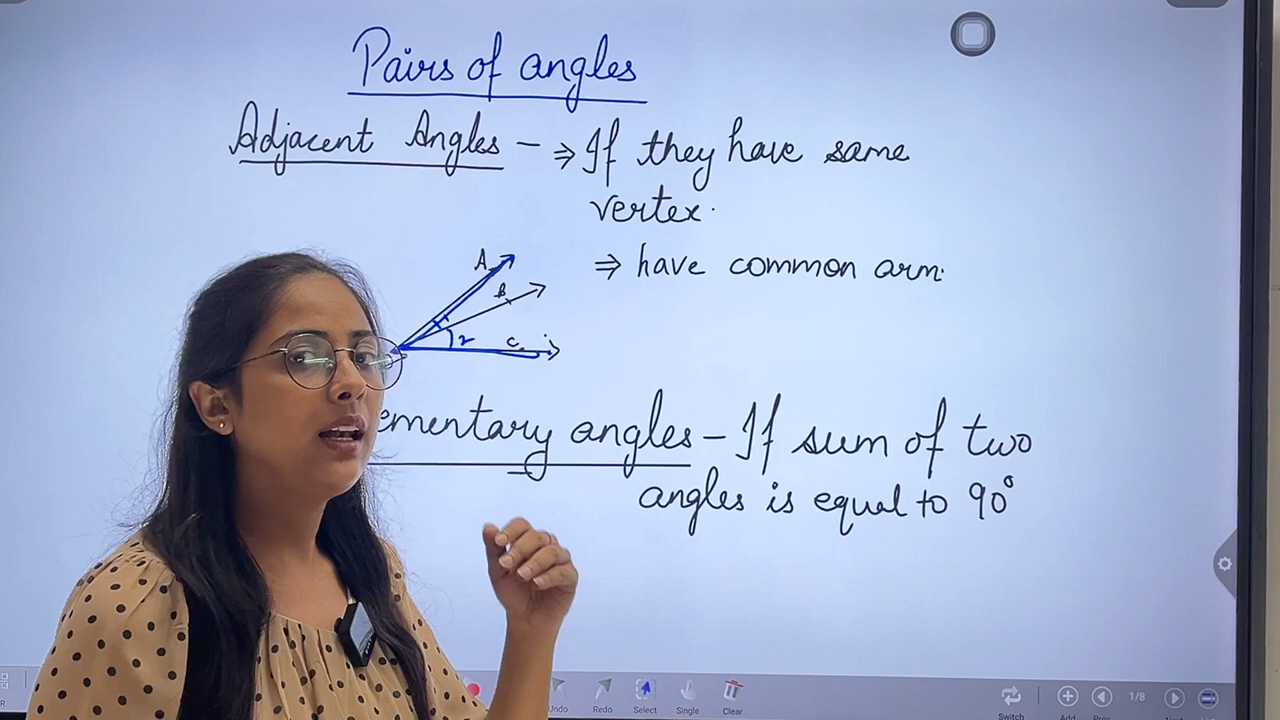 Pairs of angles
Adjacent Angles – ⇒ If they have same
vertex.
⇒ have common arm.
A
B
2
C
ementary angles – If sum of two
angles is equal to 90°
Undo Redo Select Single Clear
Switch Add 1/8